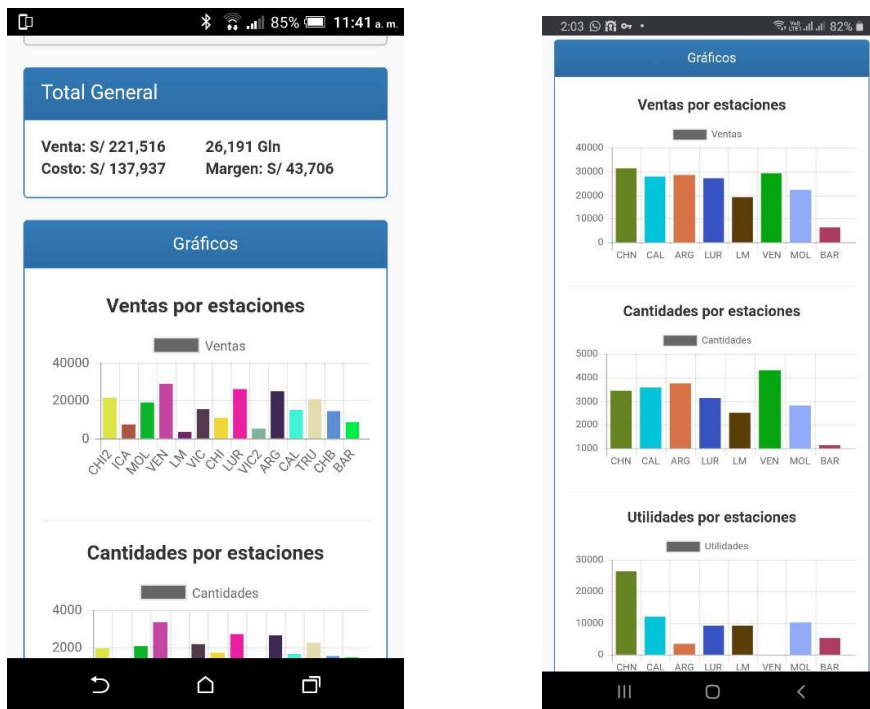 85% 11:41 a. m.
Total General
Venta: S/ 221,516 26,191 Gln
Costo: S/ 137,937 Margen: S/ 43,706
Gráficos
Ventas por estaciones
Ventas
40000
20000
0
CHI2 ICA MOL VEN LM VIC CHI LUR VIC2 ARG CAL TRU CHB BAR
Cantidades por estaciones
Cantidades
4000
2000
2:03 82%
Gráficos
Ventas por estaciones
Ventas
40000
30000
20000
10000
0
CHN CAL ARG LUR LM VEN MOL BAR
Cantidades por estaciones
Cantidades
5000
4000
3000
2000
1000
CHN CAL ARG LUR LM VEN MOL BAR
Utilidades por estaciones
Utilidades
30000
20000
10000
0
CHN CAL ARG LUR LM VEN MOL BAR